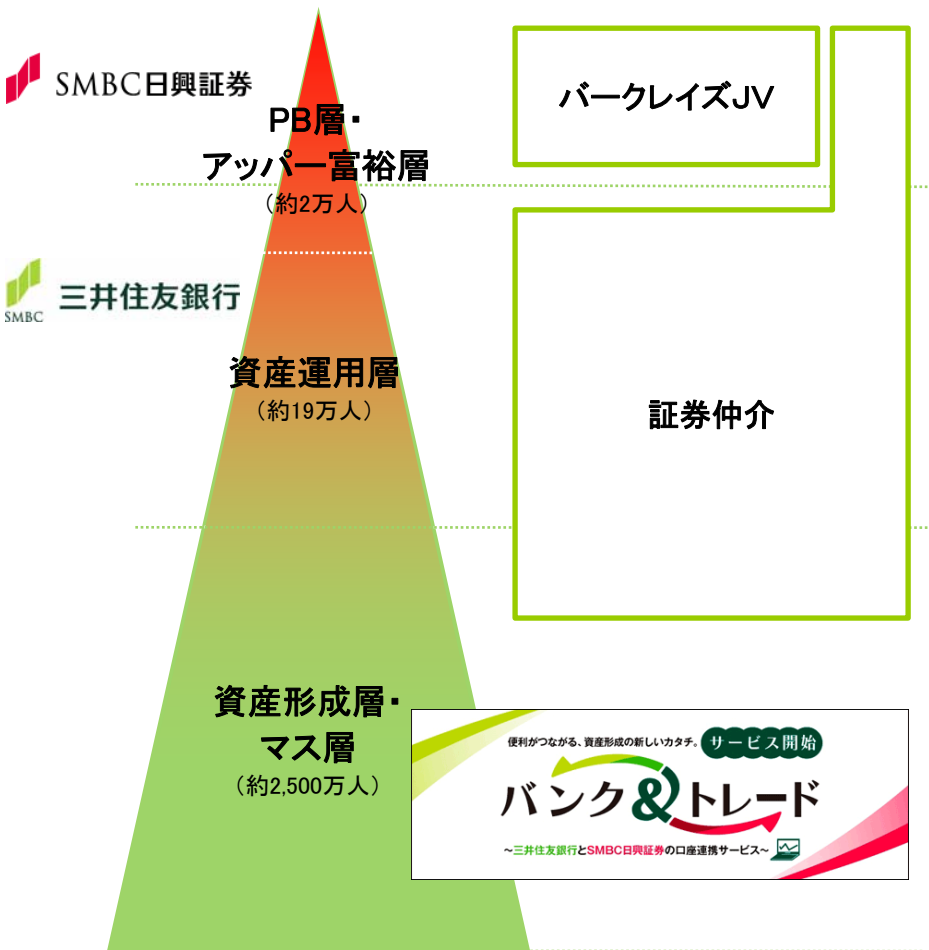 SMBC日興証券
PB層・
アッパー富裕層
（約2万人）
バークレイズJV
SMBC
三井住友銀行
資産運用層
（約19万人）
証券仲介
資産形成層・
マス層
（約2,500万人）
便利がつながる、資産形成の新しいカタチ。 サービス開始
バンク&トレード
～三井住友銀行とSMBC日興証券の口座連携サービス～